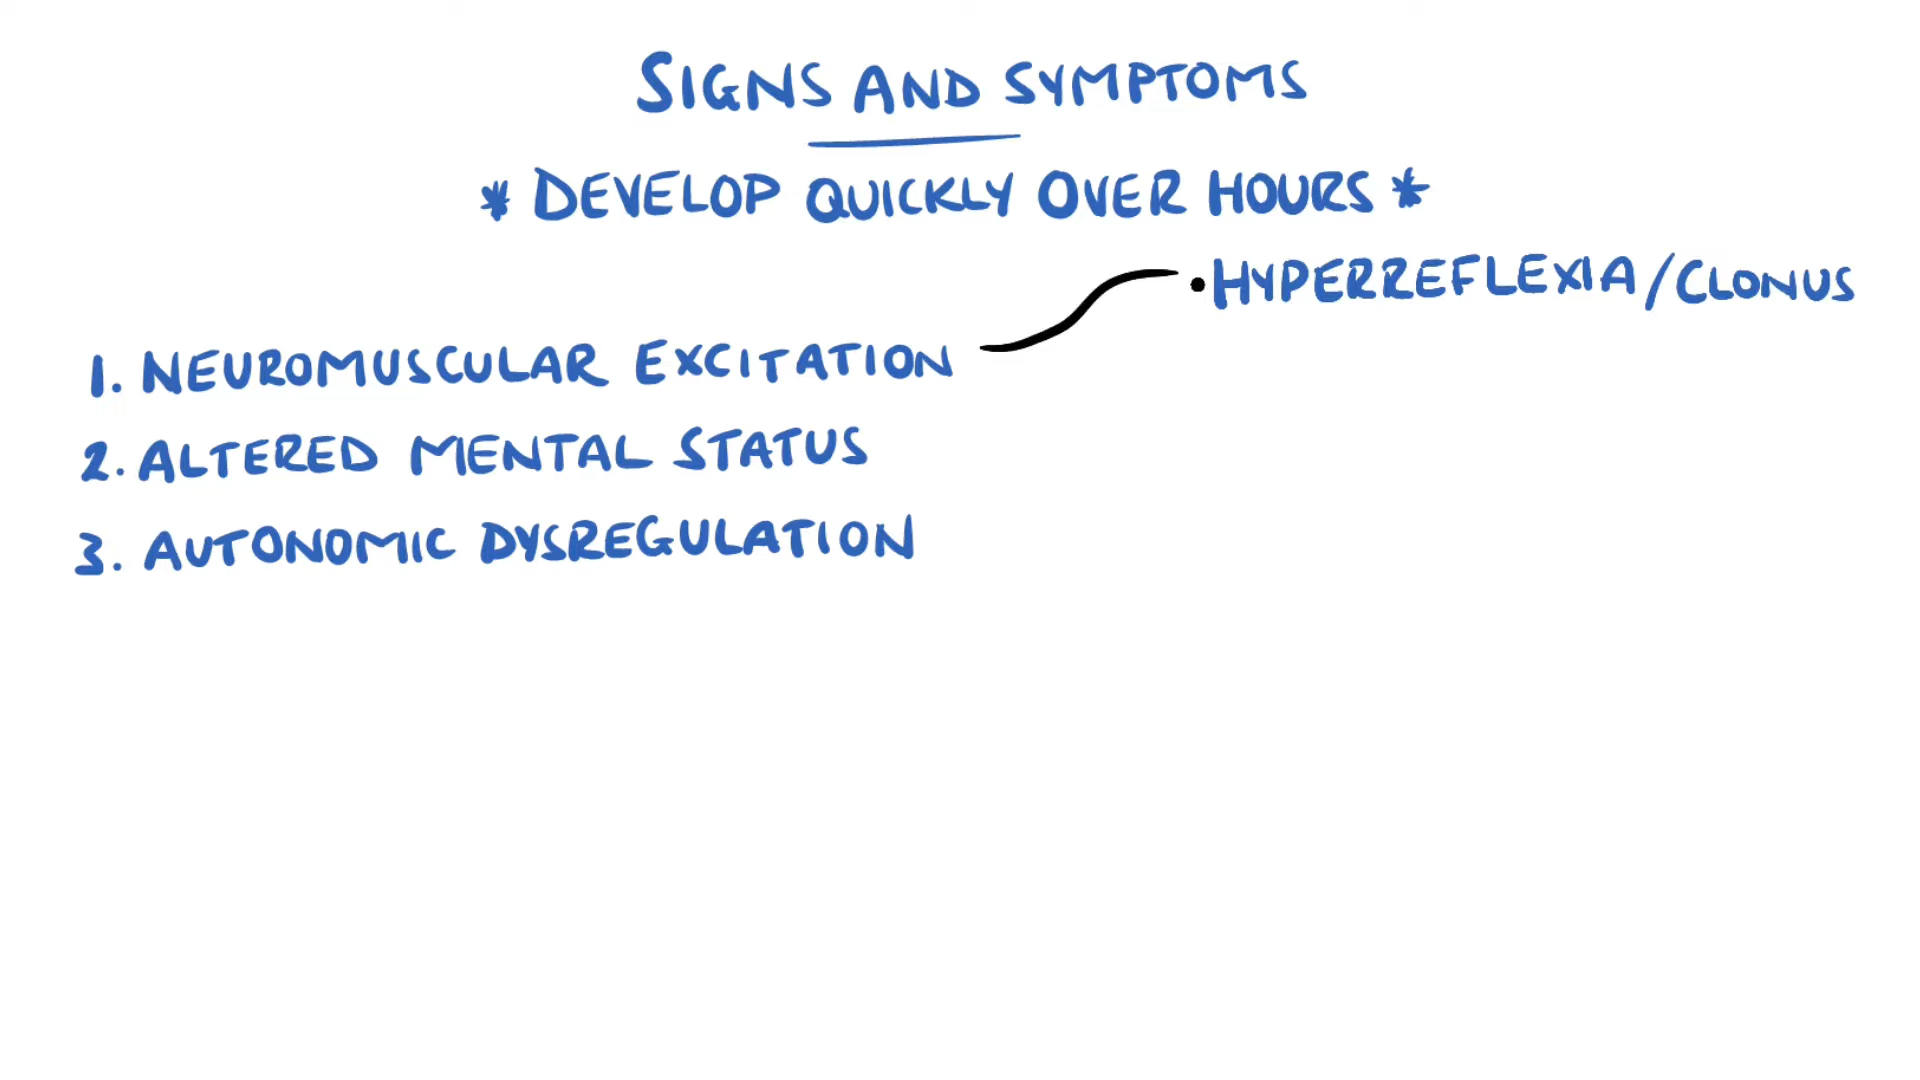 SIGNS AND SYMPTOMS
* DEVELOP QUICKLY OVER HOURS *
• HYPERREFLEXIA/CLONUS
1. NEUROMUSCULAR EXCITATION
2. ALTERED MENTAL STATUS
3. AUTONOMIC DYSREGULATION